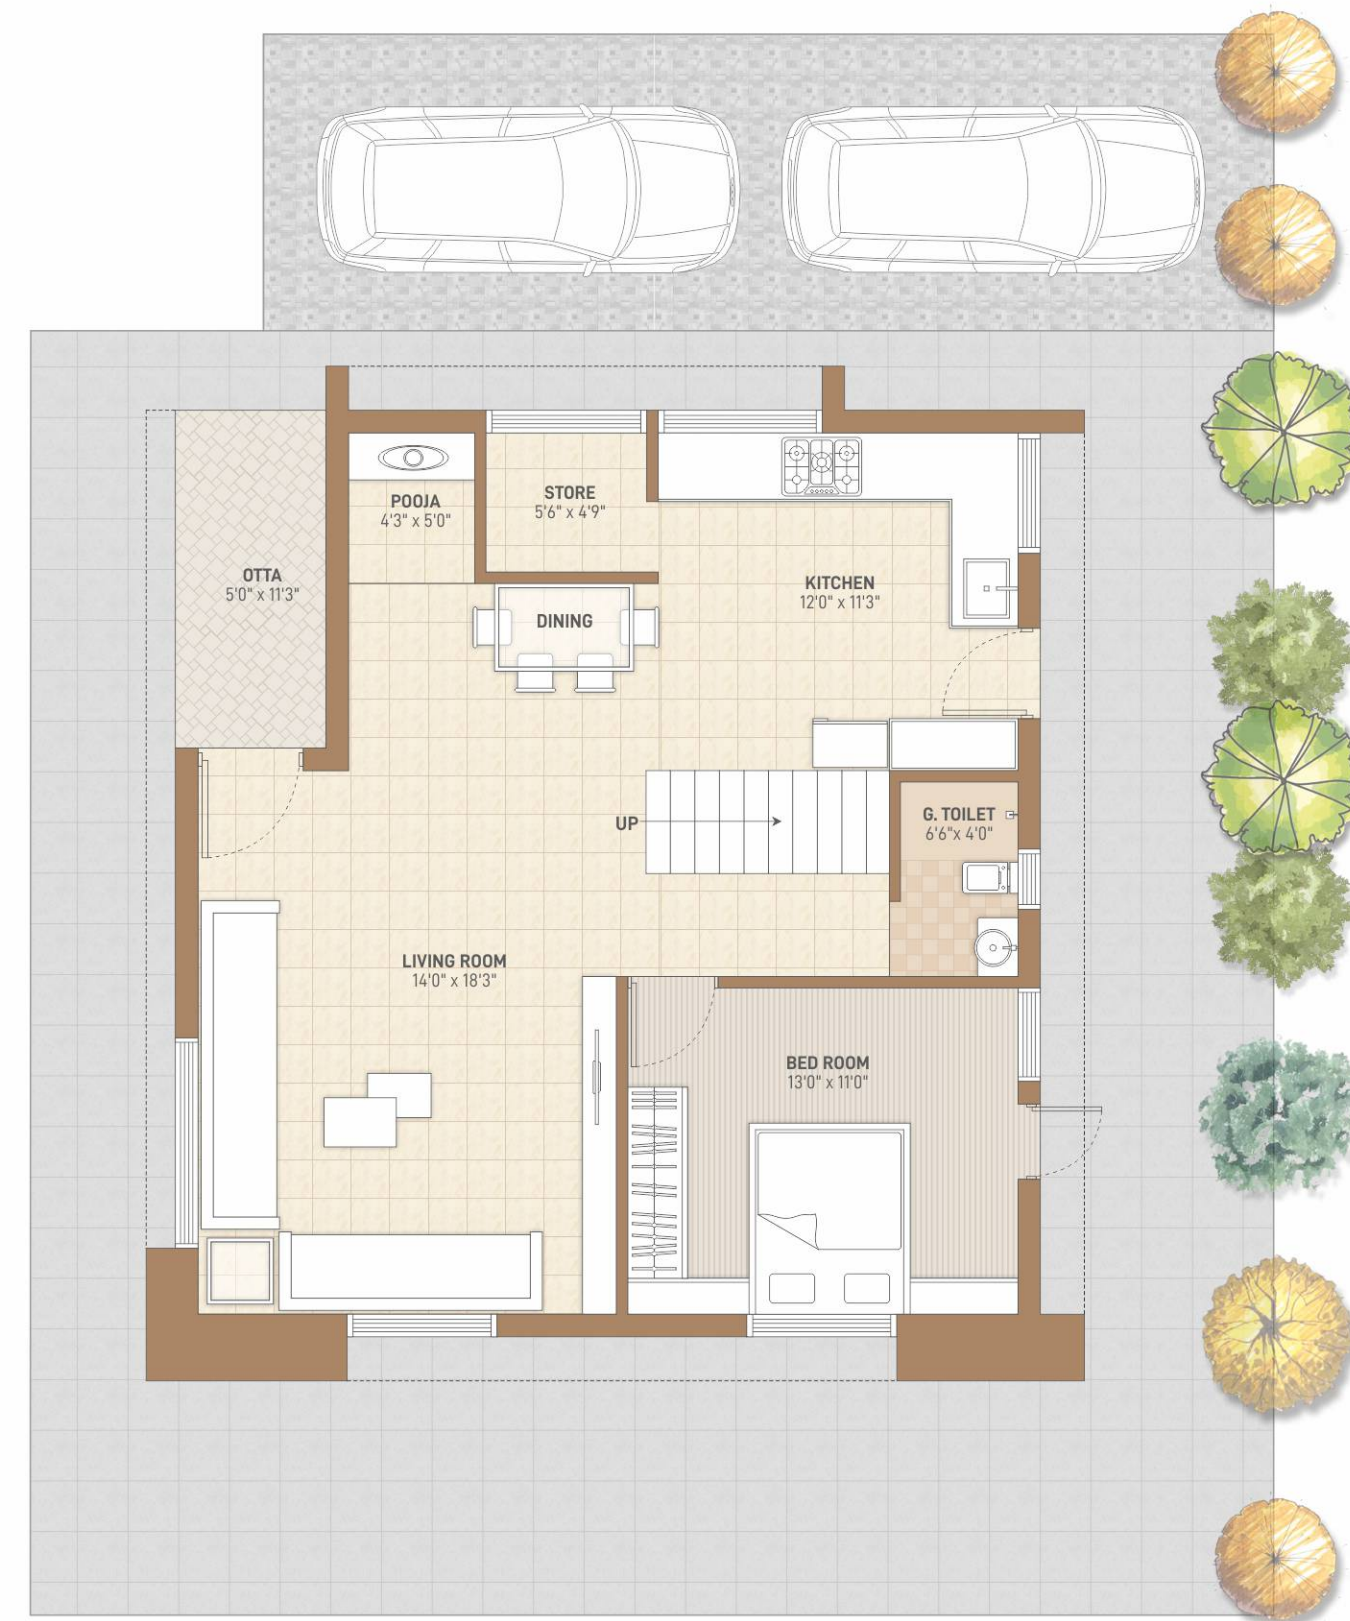 POOJA
4'3" x 5'0"
STORE
5'6" x 4'9"
OTTA
5'0" x 11'3"
KITCHEN
12'0" x 11'3"
DINING
UP
G. TOILET
6'6"x 4'0"
LIVING ROOM
14'0" x 18'3"
BED ROOM
13'0" x 11'0"